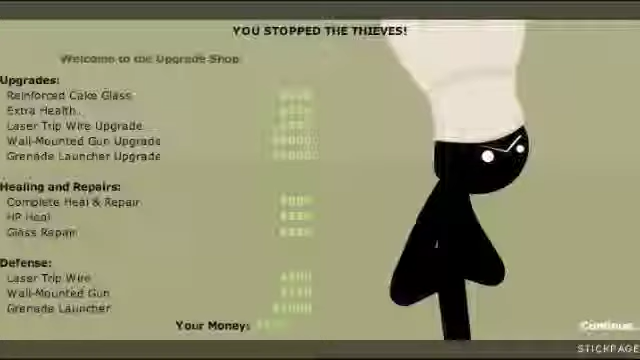 YOU STOPPED THE THIEVES!
Welcome to the Upgrade Shop
Upgrades:
Reinforced Cake Glass
Extra Health
Laser Trip Wire Upgrade
Wall-Mounted Gun Upgrade
Grenade Launcher Upgrade
Healing and Repairs:
Complete Heal & Repair
HP Heal
Glass Repair
Defense:
Laser Trip Wire
Wall-Mounted Gun
Grenade Launcher
Your Money:
Continue
STICKPAGE